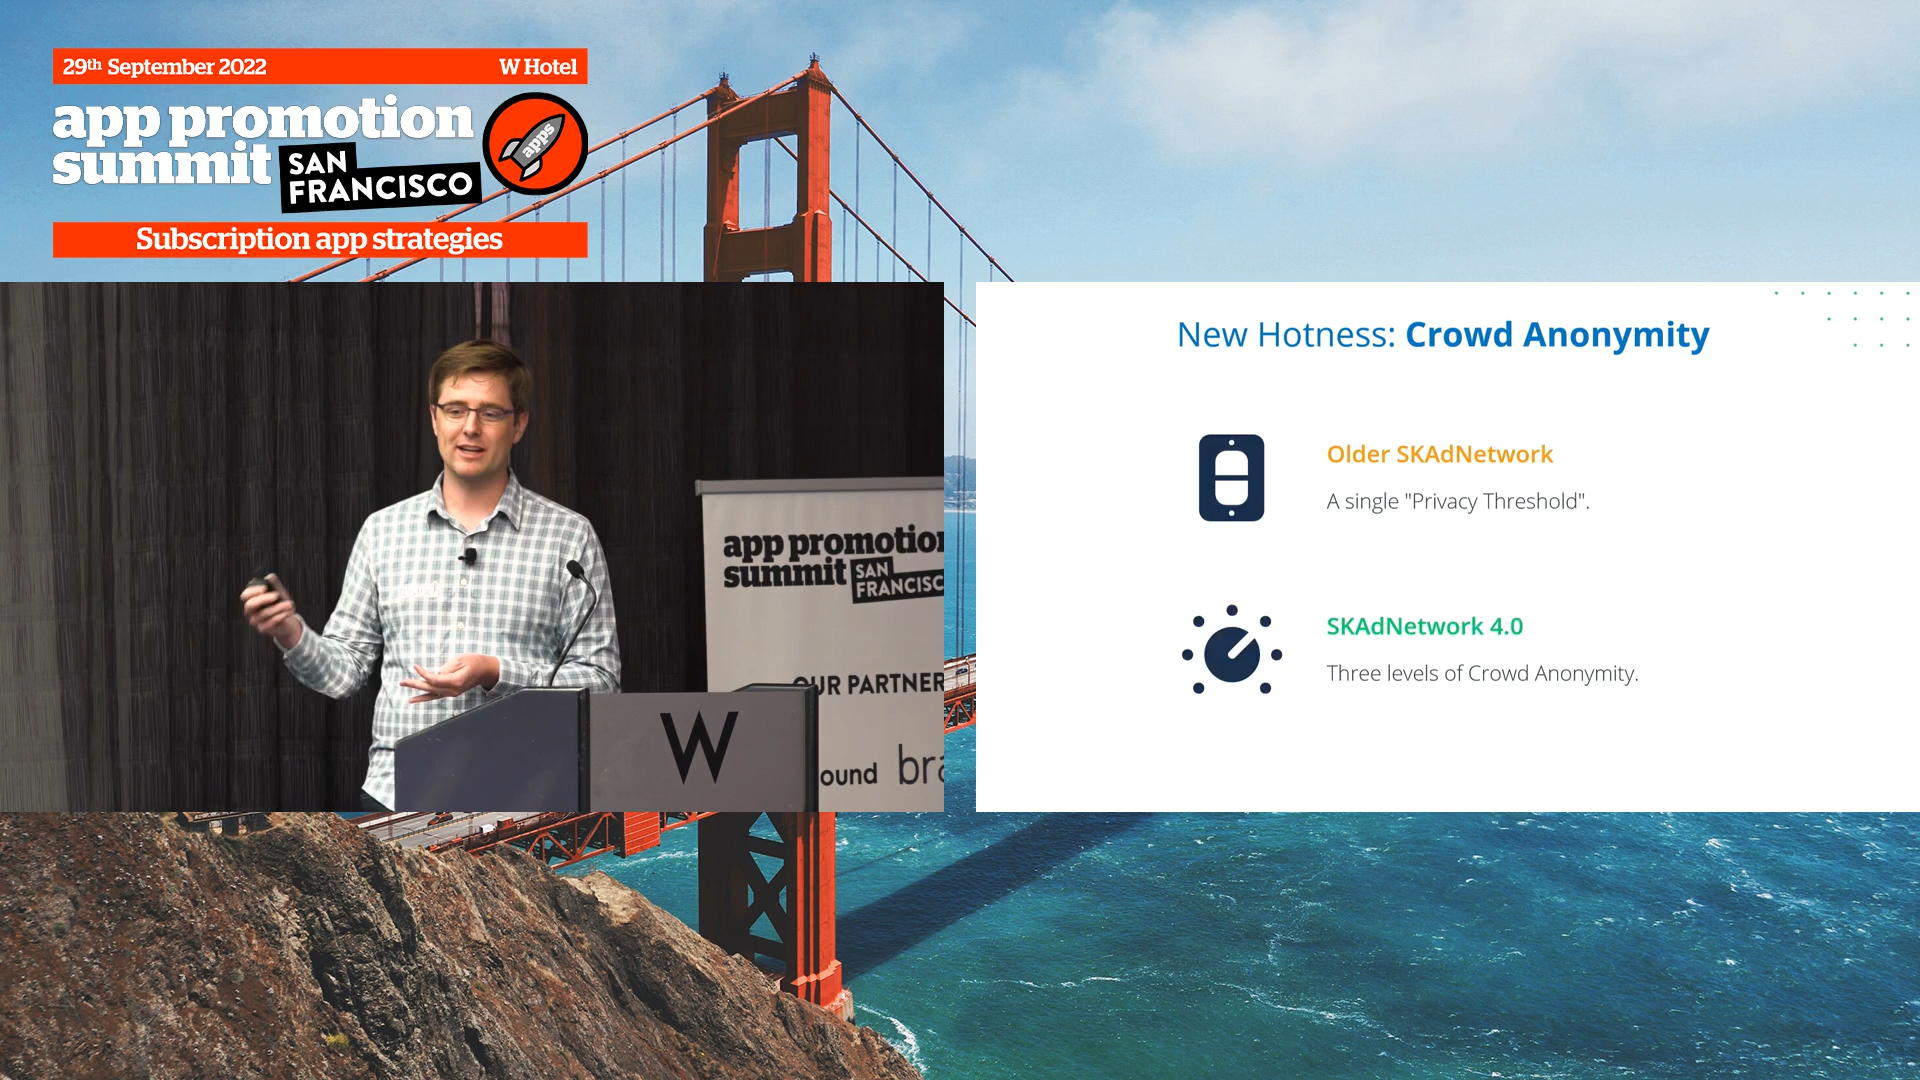 29th September 2022
W Hotel
app promotion
summit SAN
FRANCISCO
apps
Subscription app strategies
New Hotness: Crowd Anonymity
Older SKAdNetwork
A single "Privacy Threshold".
SKAdNetwork 4.0
Three levels of Crowd Anonymity.
app promotion
summit SAN
FRANCISC
OUR PARTNER
W
ound bra